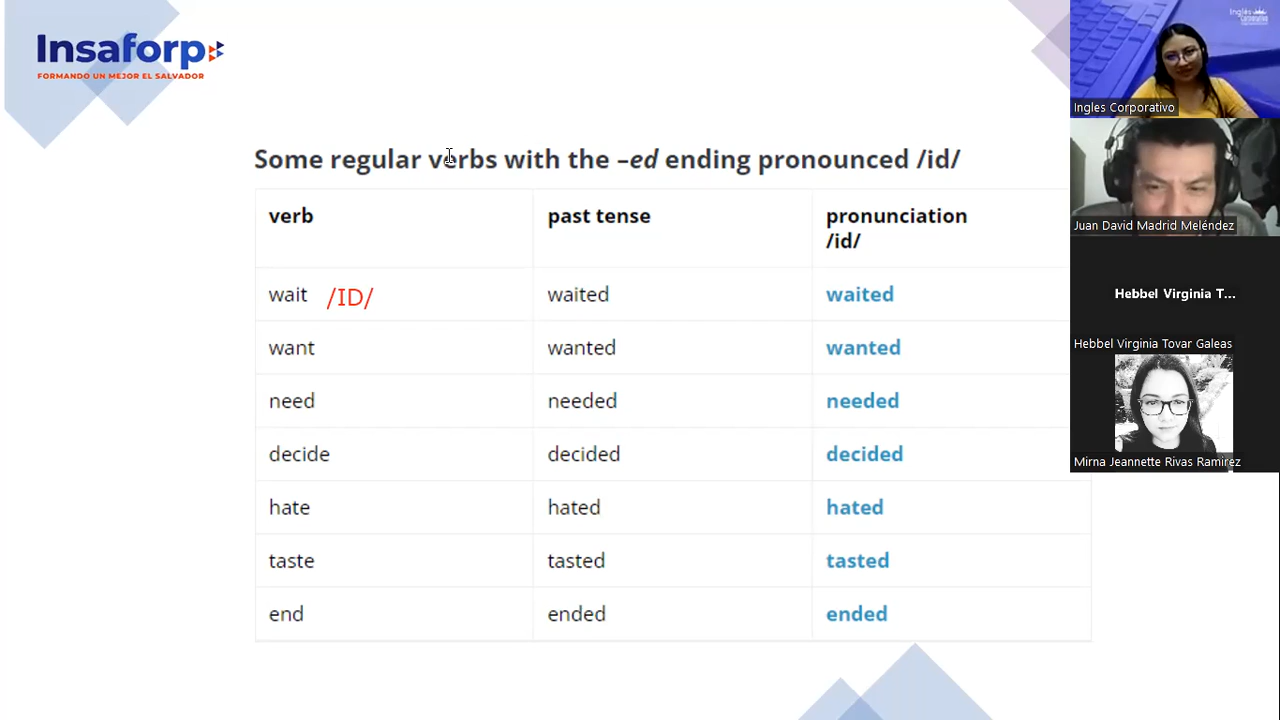 Insaforp
FORMANDO UN MEJOR EL SALVADOR
Some regular verbs with the –ed ending pronounced /id/
verb past tense pronunciation /id/
wait /ID/ waited waited
want wanted wanted
need needed needed
decide decided decided
hate hated hated
taste tasted tasted
end ended ended
Inglés
Corporativo
Ingles Corporativo
Juan David Madrid Meléndez
Hebbel Virginia T...
Hebbel Virginia Tovar Galeas
Mirna Jeannette Rivas Ramirez